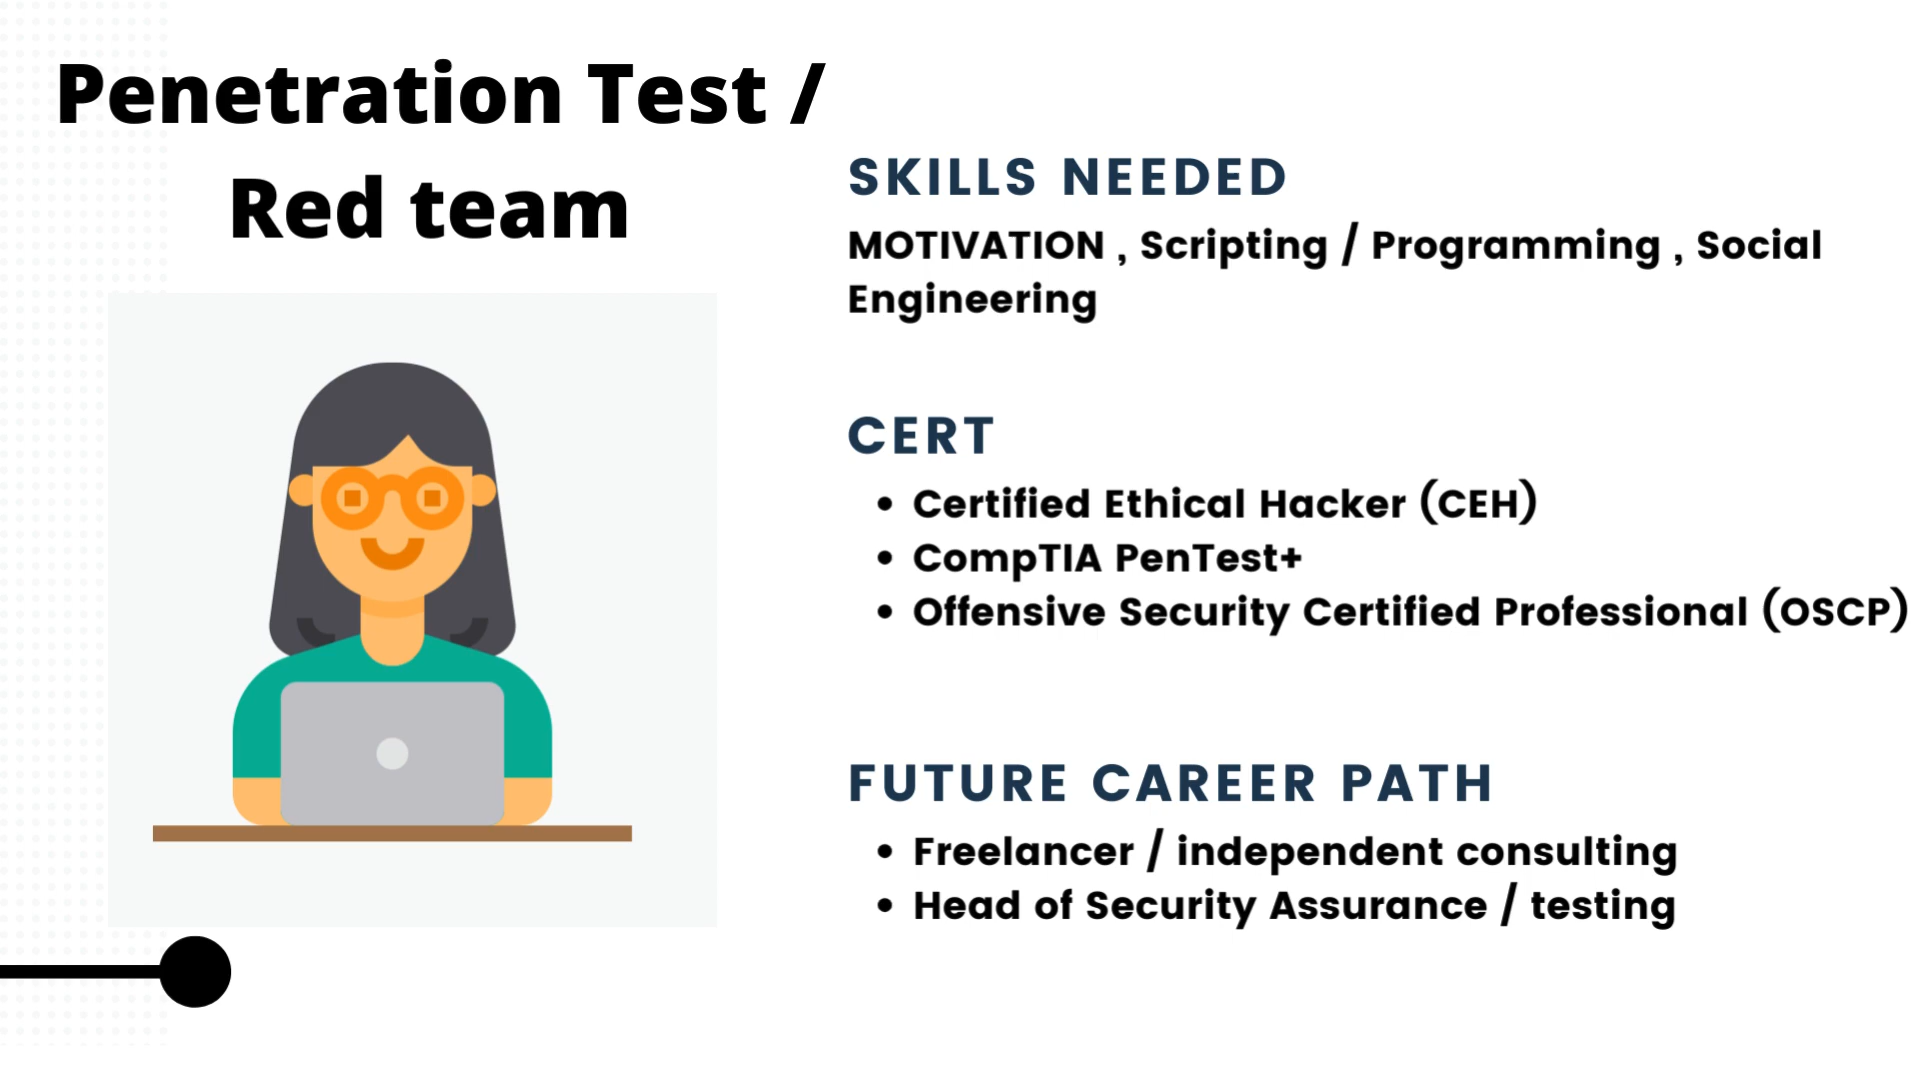 Penetration Test /
Red team
SKILLS NEEDED
MOTIVATION , Scripting / Programming , Social
Engineering
CERT
• Certified Ethical Hacker (CEH)
• CompTIA PenTest+
• Offensive Security Certified Professional (OSCP)
FUTURE CAREER PATH
• Freelancer / independent consulting
• Head of Security Assurance / testing